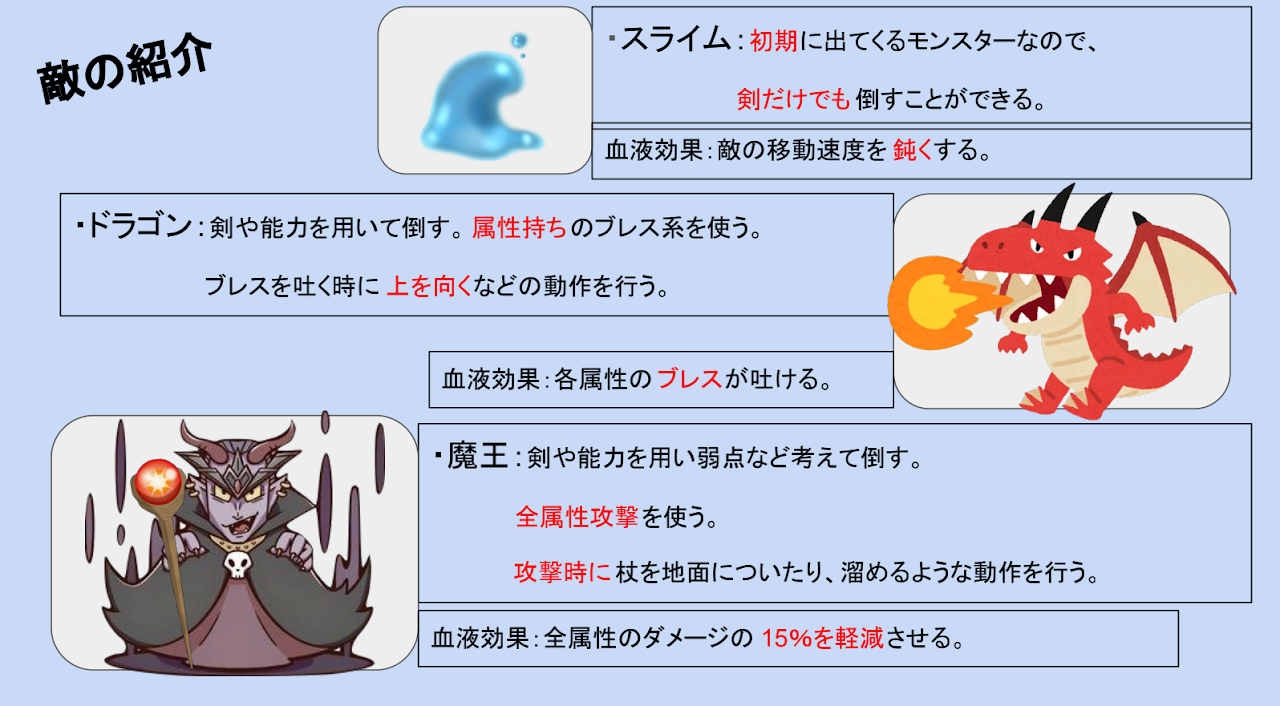 敵の紹介
・スライム：初期に出てくるモンスターなので、
剣だけでも倒すことができる。
血液効果：敵の移動速度を鈍くする。
・ドラゴン：剣や能力を用いて倒す。属性持ちのブレス系を使う。
ブレスを吐く時に上を向くなどの動作を行う。
血液効果：各属性のブレスが吐ける。
・魔王：剣や能力を用い弱点など考えて倒す。
全属性攻撃を使う。
攻撃時に杖を地面についたり、溜めるような動作を行う。
血液効果：全属性のダメージの15%を軽減させる。